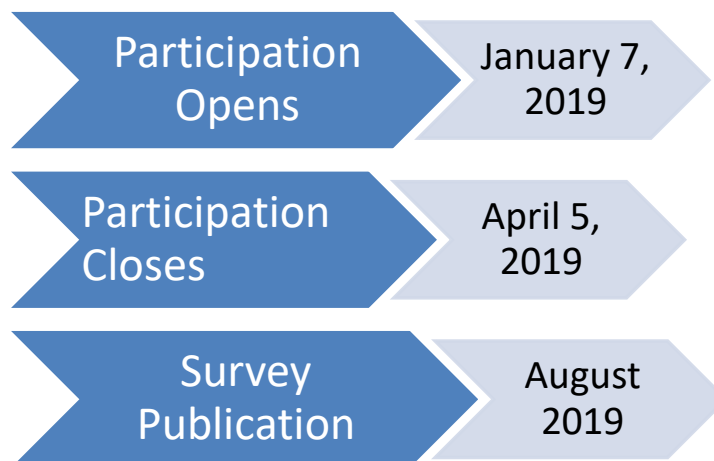 Participation
Opens
January 7,
2019
Participation
Closes
April 5,
2019
Survey
Publication
August
2019